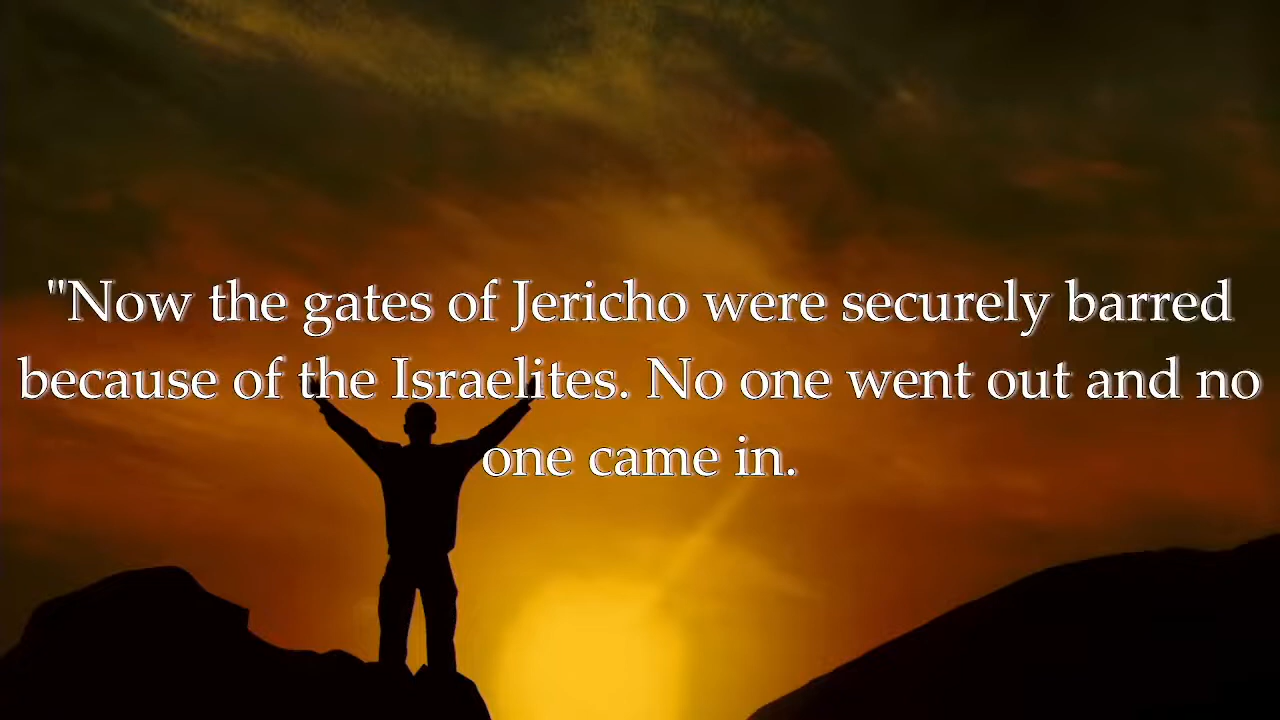 "Now the gates of Jericho were securely barred
because of the Israelites. No one went out and no
one came in.